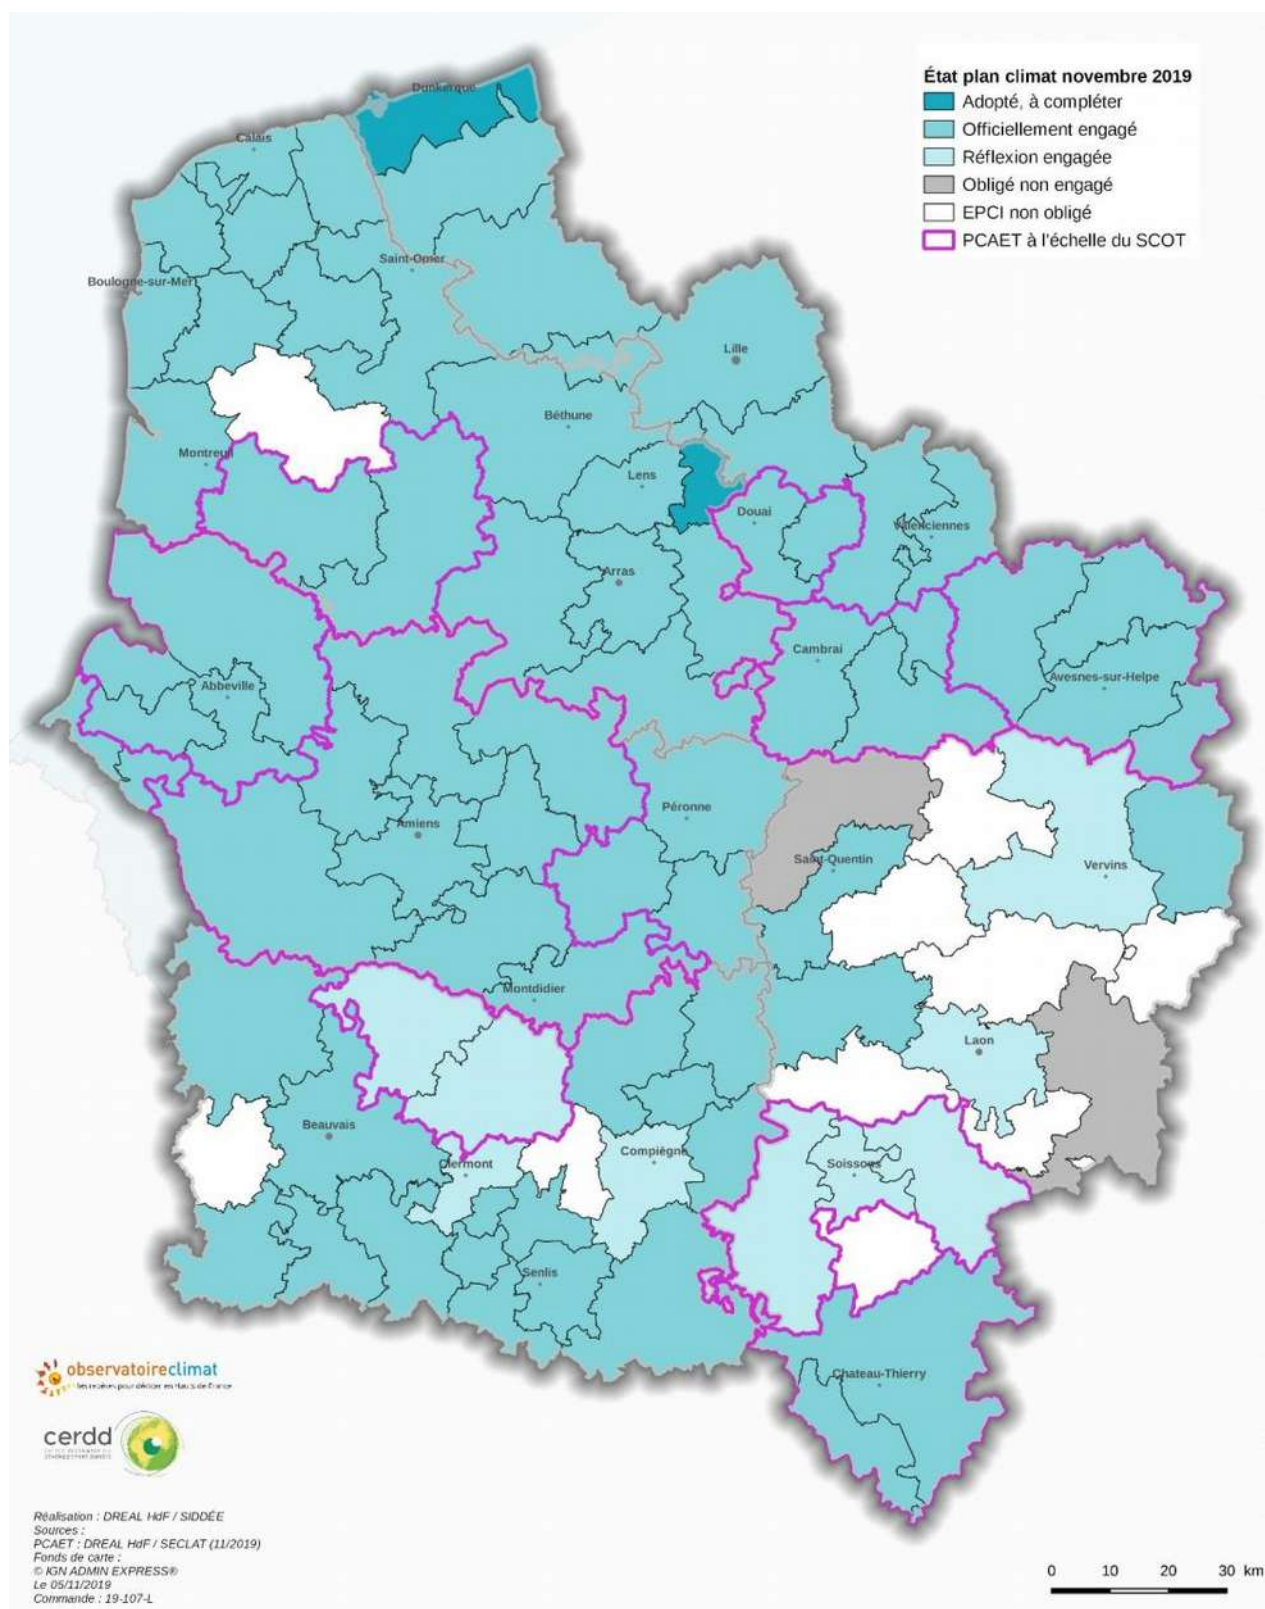 État plan climat novembre 2019
Adopté, à compléter
Officiellement engagé
Réflexion engagée
Obligé non engagé
EPCI non obligé
PCAET à l'échelle du SCOT
Dunkerque
Calais
Saint-Omer
Boulogne-sur-Mer
Lille
Béthune
Montreuil
Lens
Douai
Valenciennes
Arras
Cambrai
Avesnes-sur-Helpe
Abbeville
Péronne
Amiens
Saint-Quentin
Vervins
Montdidier
Laon
Beauvais
Compiègne
Clermont
Soissons
Senlis
Chateau-Thierry
observatoireclimat
cerdd
Réalisation : DREAL HdF / SIDDÉE
Sources :
PCAET : DREAL HdF / SECLAT (11/2019)
Fonds de carte :
© IGN ADMIN EXPRESS®
Le 05/11/2019
Commande : 19-107-L
0 10 20 30 km